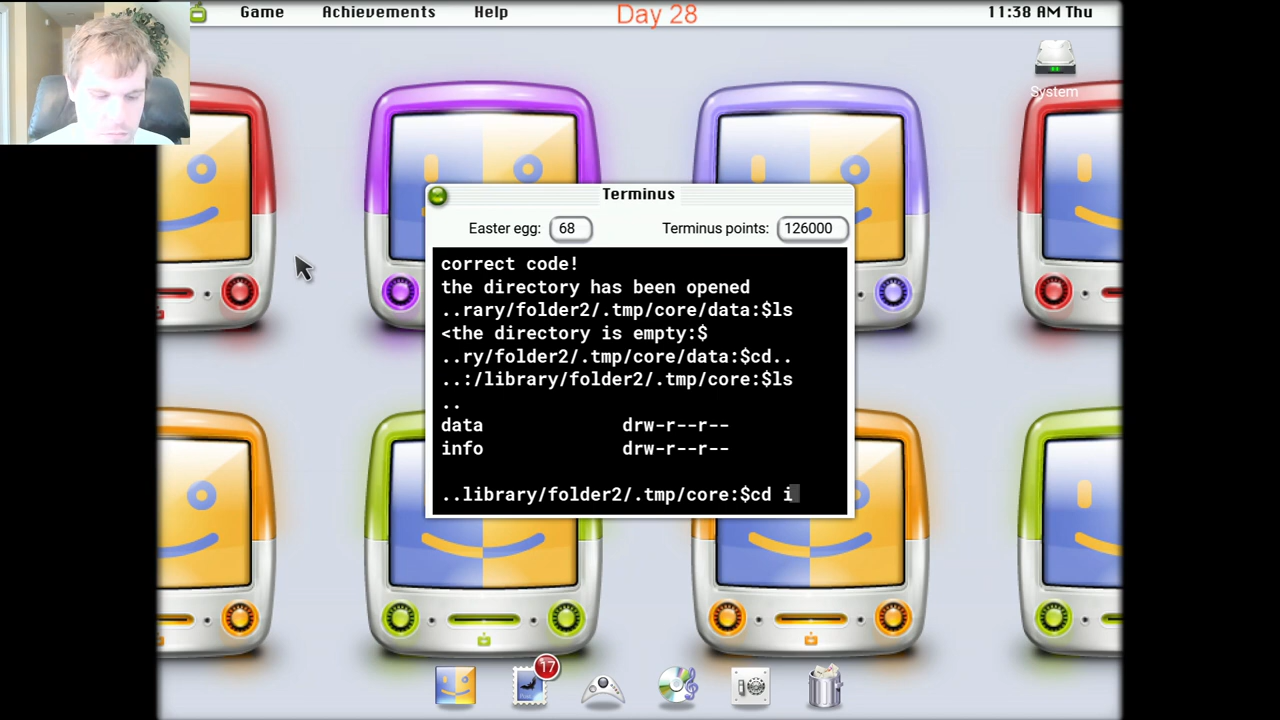 Game Achievements Help Day 28 11:38 AM Thu
System
Terminus
Easter egg: 68 Terminus points: 126000
correct code!
the directory has been opened
..rary/folder2/.tmp/core/data:$ls
<the directory is empty:$
..ry/folder2/.tmp/core/data:$cd..
..:/library/folder2/.tmp/core:$ls
..
data drw-r--r--
info drw-r--r--
..library/folder2/.tmp/core:$cd i
17